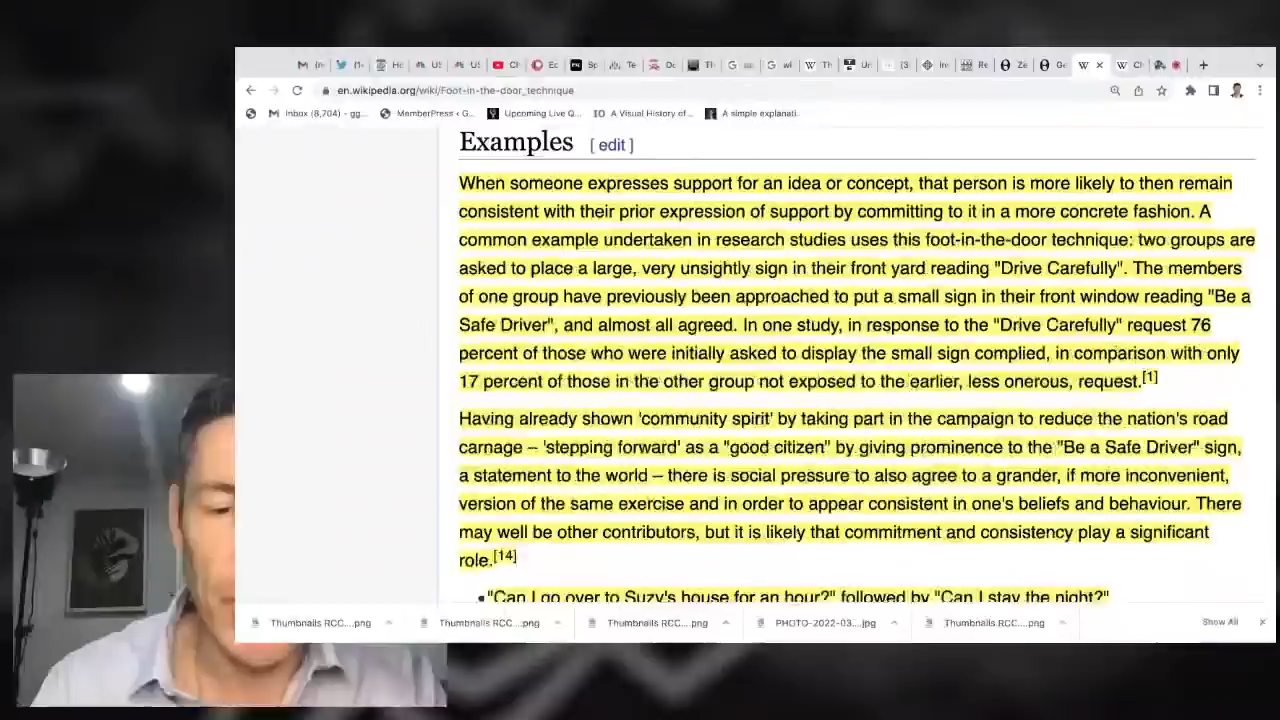 en.wikipedia.org/wiki/Foot-in-the-door_technique
Inbox (8,704) - gg... MemberPress ‹ G... Upcoming Live Q... IO A Visual History of... A simple explanati...
Examples [ edit ]
When someone expresses support for an idea or concept, that person is more likely to then remain
consistent with their prior expression of support by committing to it in a more concrete fashion. A
common example undertaken in research studies uses this foot-in-the-door technique: two groups are
asked to place a large, very unsightly sign in their front yard reading "Drive Carefully". The members
of one group have previously been approached to put a small sign in their front window reading "Be a
Safe Driver", and almost all agreed. In one study, in response to the "Drive Carefully" request 76
percent of those who were initially asked to display the small sign complied, in comparison with only
17 percent of those in the other group not exposed to the earlier, less onerous, request.[1]
Having already shown 'community spirit' by taking part in the campaign to reduce the nation's road
carnage – 'stepping forward' as a "good citizen" by giving prominence to the "Be a Safe Driver" sign,
a statement to the world – there is social pressure to also agree to a grander, if more inconvenient,
version of the same exercise and in order to appear consistent in one's beliefs and behaviour. There
may well be other contributors, but it is likely that commitment and consistency play a significant
role.[14]
"Can I go over to Suzy's house for an hour?" followed by "Can I stay the night?"
Thumbnails RCC....png Thumbnails RCC....png Thumbnails RCC....png PHOTO-2022-03....jpg Thumbnails RCC....png Show All